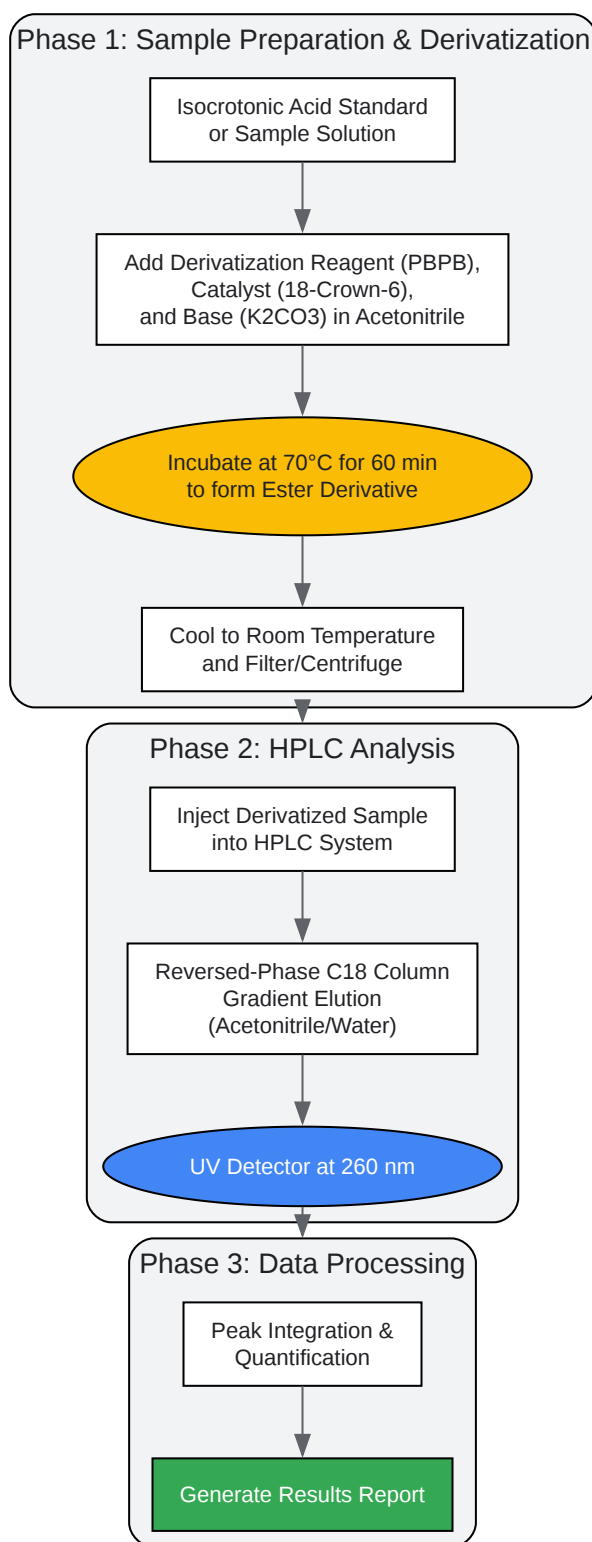 Phase 1: Sample Preparation & Derivatization
Isocrotonic Acid Standard
or Sample Solution
Add Derivatization Reagent (PBPB),
Catalyst (18-Crown-6),
and Base (K2CO3) in Acetonitrile
Incubate at 70°C for 60 min
to form Ester Derivative
Cool to Room Temperature
and Filter/Centrifuge
Phase 2: HPLC Analysis
Inject Derivatized Sample
into HPLC System
Reversed-Phase C18 Column
Gradient Elution
(Acetonitrile/Water)
UV Detector at 260 nm
Phase 3: Data Processing
Peak Integration &
Quantification
Generate Results Report